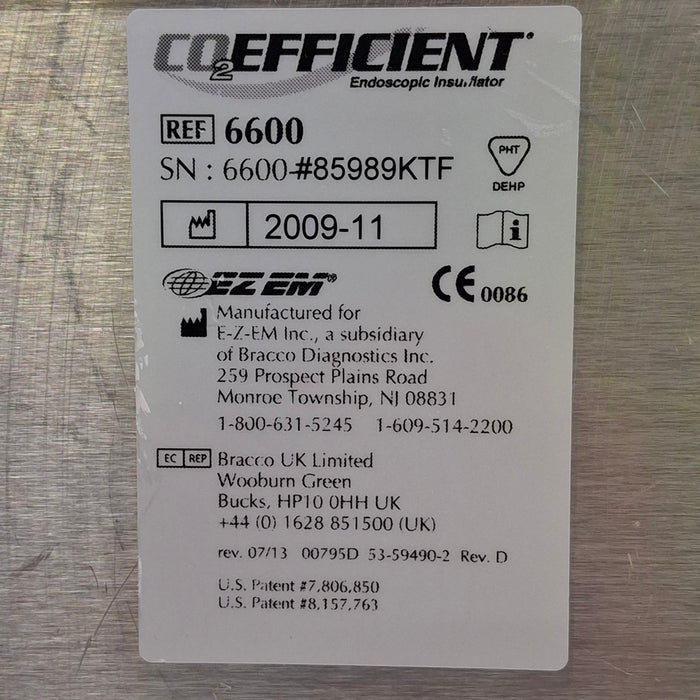 CO2EFFICIENT
Endoscopic Insufflator
REF 6600
SN : 6600-#85989KTF
PHT
DEHP
2009-11
i
EZEM®
CE 0086
Manufactured for
E-Z-EM Inc., a subsidiary
of Bracco Diagnostics Inc.
259 Prospect Plains Road
Monroe Township, NJ 08831
1-800-631-5245 1-609-514-2200
EC REP Bracco UK Limited
Wooburn Green
Bucks, HP10 0HH UK
+44 (0) 1628 851500 (UK)
rev. 07/13 00795D 53-59490-2 Rev. D
U.S. Patent #7,806,850
U.S. Patent #8,157,763